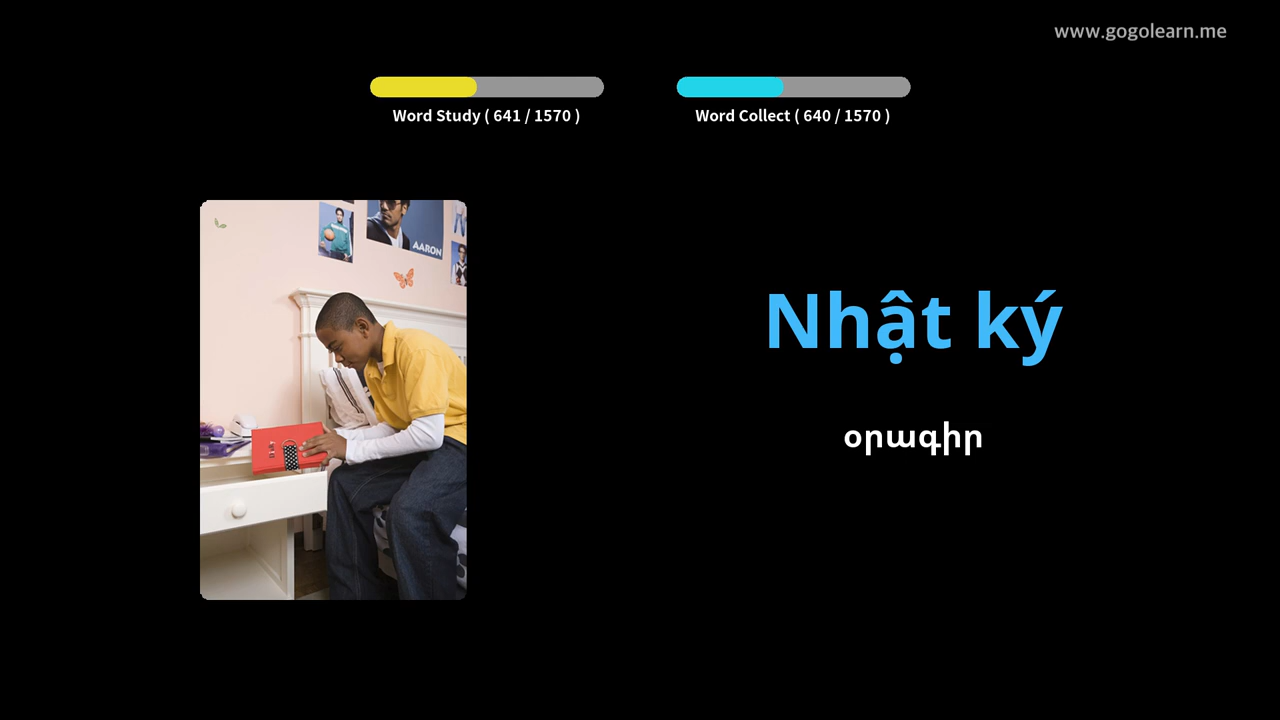 www.gogolearn.me
Word Study ( 641 / 1570 )
Word Collect ( 640 / 1570 )
AARON
Nhật ký
օրագիր